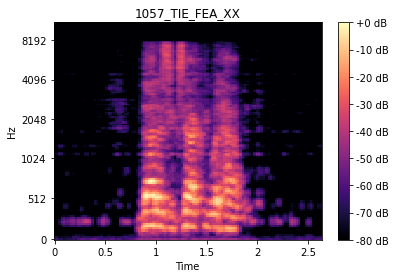 1057_TIE_FEA_XX
8192
4096
2048
1024
512
0
Hz
0
0.5
1
1.5
2
2.5
Time
+0 dB
-10 dB
-20 dB
-30 dB
-40 dB
-50 dB
-60 dB
-70 dB
-80 dB